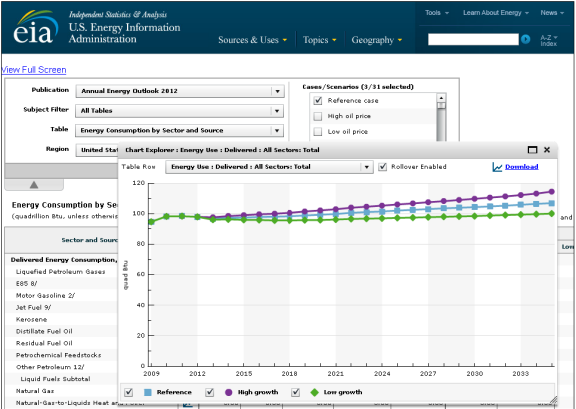 eia
Independent Statistics & Analysis
U.S. Energy Information
Administration
Sources & Uses
Topics
Geography
Tools
Learn About Energy
News
A-Z
Index
View Full Screen
Publication
Annual Energy Outlook 2012
Subject Filter
All Tables
Table
Energy Consumption by Sector and Source
Region
United Stat
Cases/Scenarios (3/31 selected)
Reference case
High oil price
Low oil price
Chart Explorer : Energy Use : Delivered : All Sectors: Total
Table Row
Energy Use : Delivered : All Sectors: Total
Rollover Enabled
Download
120
100
80
60
40
20
0
quad Btu
2009
2012
2015
2018
2021
2024
2027
2030
2033
Reference
High growth
Low growth
Energy Consumption by Se
(quadrillion Btu, unless otherwis
and
Sector and Sourc
Low
Delivered Energy Consumption,
Liquefied Petroleum Gases
E85 8/
Motor Gasoline 2/
Jet Fuel 9/
Kerosene
Distillate Fuel Oil
Residual Fuel Oil
Petrochemical Feedstocks
Other Petroleum 12/
Liquid Fuels Subtotal
Natural Gas
Natural-Gas-to-Liquids Heat and Power